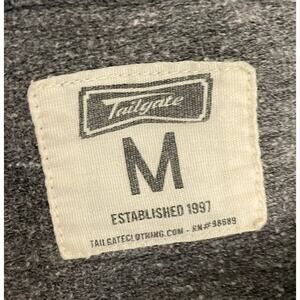 Tailgate
M
ESTABLISHED 1997
TAILGATECLOTHING.COM - RN#98689